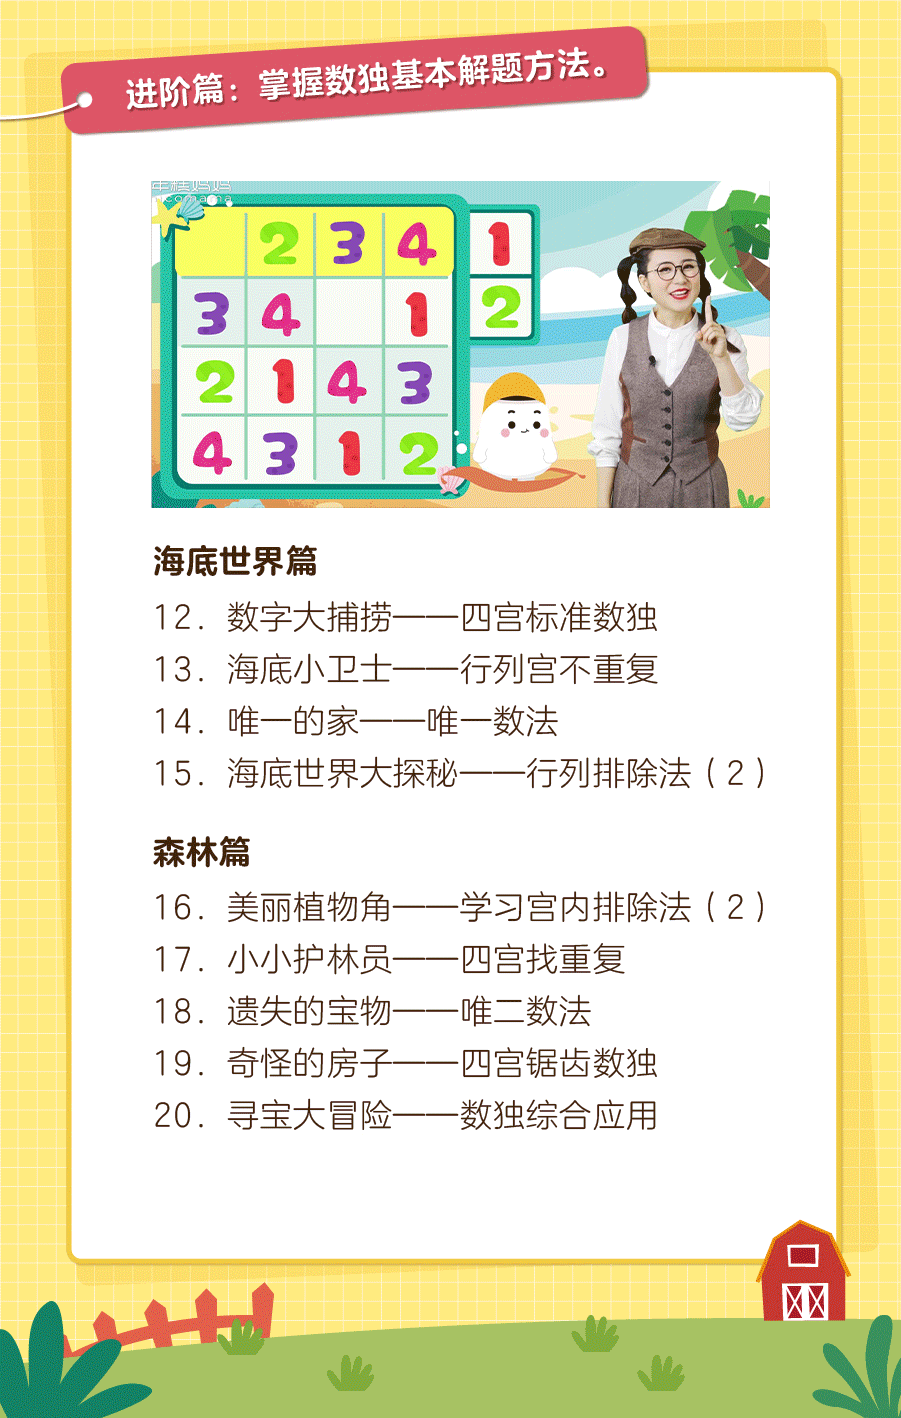 进阶篇：掌握数独基本解题方法。
年糕妈妈
2 3 4 1
3 4 1 2
2 1 4 3
4 3 1 2
海底世界篇
12. 数字大捕捞——四宫标准数独
13. 海底小卫士——行列宫不重复
14. 唯一的家——唯一数法
15. 海底世界大探秘——行列排除法（2）
森林篇
16. 美丽植物角——学习宫内排除法（2）
17. 小小护林员——四宫找重复
18. 遗失的宝物——唯二数法
19. 奇怪的房子——四宫锯齿数独
20. 寻宝大冒险——数独综合应用